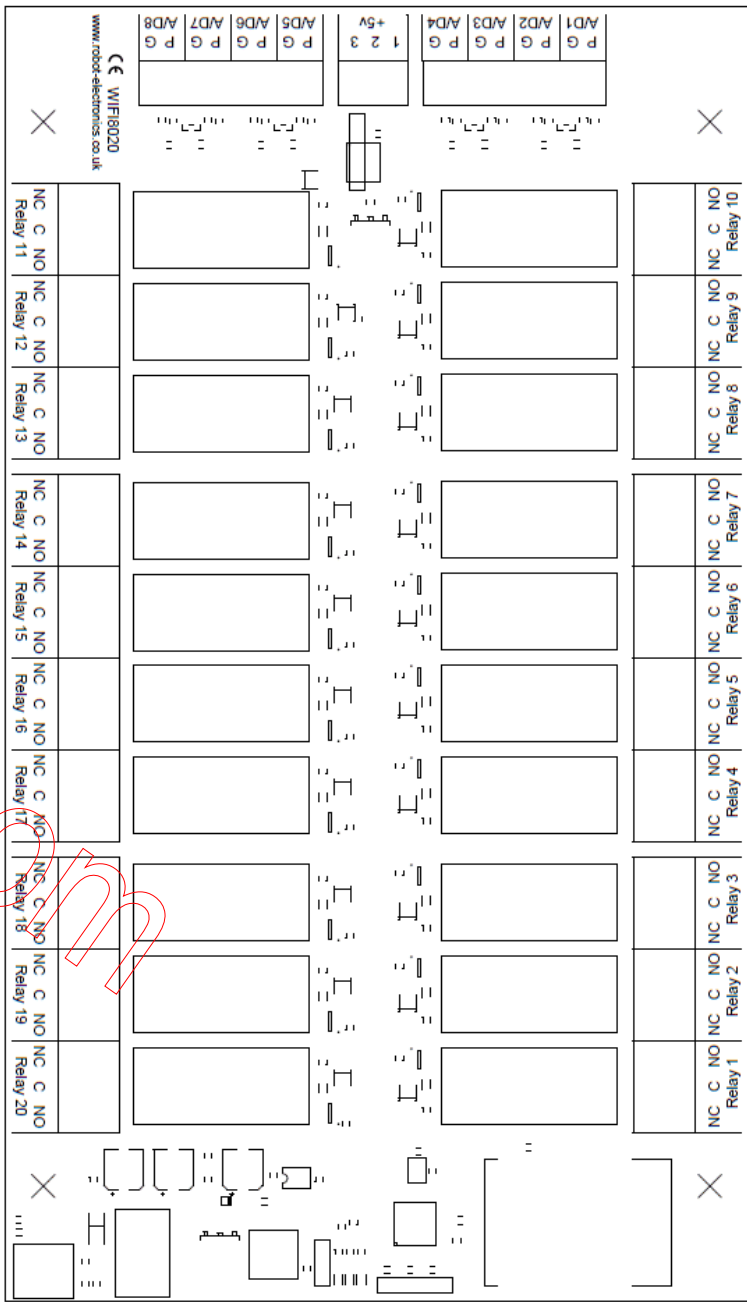 A/D1 A/D2 A/D3 A/D4 +5v A/D5 A/D6 A/D7 A/D8
P G P G P G P G 1 2 3 P G P G P G P G
CE WIFI8020
www.robot-electronics.co.uk
NC C NO
Relay 11
NC C NO
Relay 12
NC C NO
Relay 13
NC C NO
Relay 14
NC C NO
Relay 15
NC C NO
Relay 16
NC C NO
Relay 17
NC C NO
Relay 18
NC C NO
Relay 19
NC C NO
Relay 20
Relay 10
NC C NO
Relay 9
NC C NO
Relay 8
NC C NO
Relay 7
NC C NO
Relay 6
NC C NO
Relay 5
NC C NO
Relay 4
NC C NO
Relay 3
NC C NO
Relay 2
NC C NO
Relay 1
NC C NO